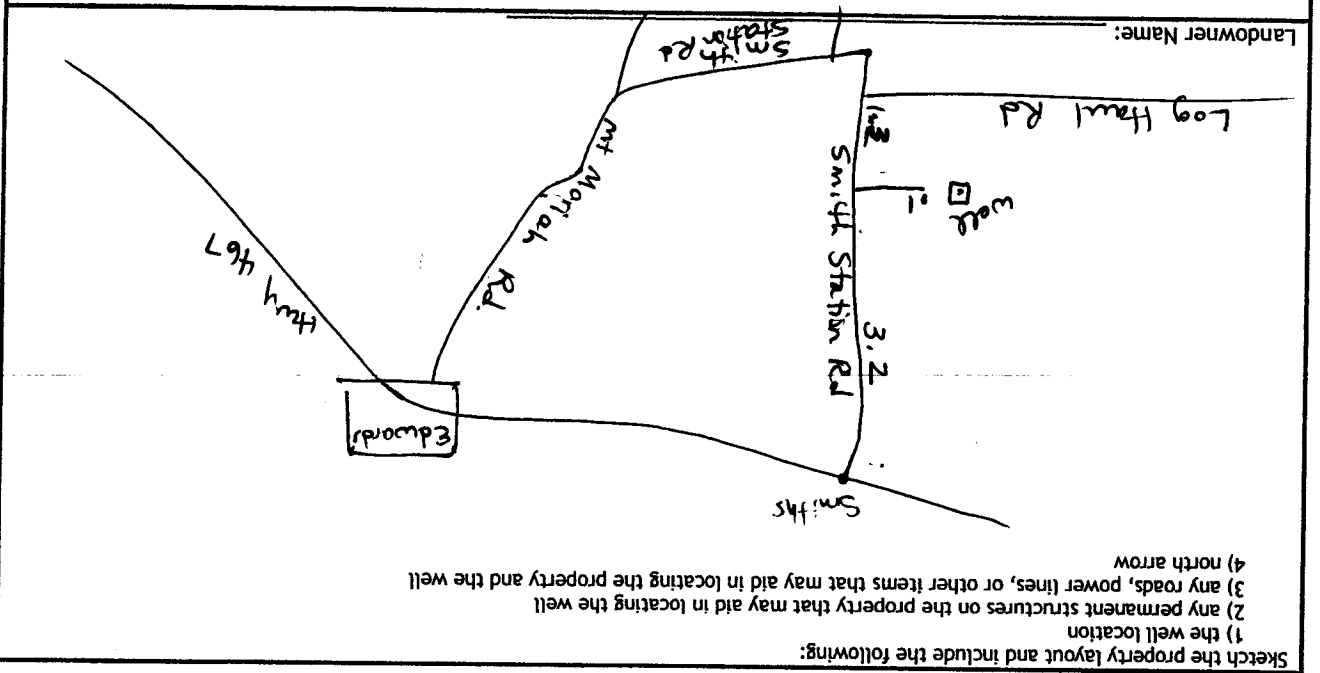 Sketch the property layout and include the following:
1) the well location
2) any permanent structures on the property that may aid in locating the property and the well
3) any roads, power lines, or other items that may aid in locating the property and the well
4) north arrow
Smiths
Edwards
Hwy 467
3.2
Smith Station Rd
Mt Moriah Rd.
well
.1
Log Haul Rd
Smith
Station Rd
Landowner Name: